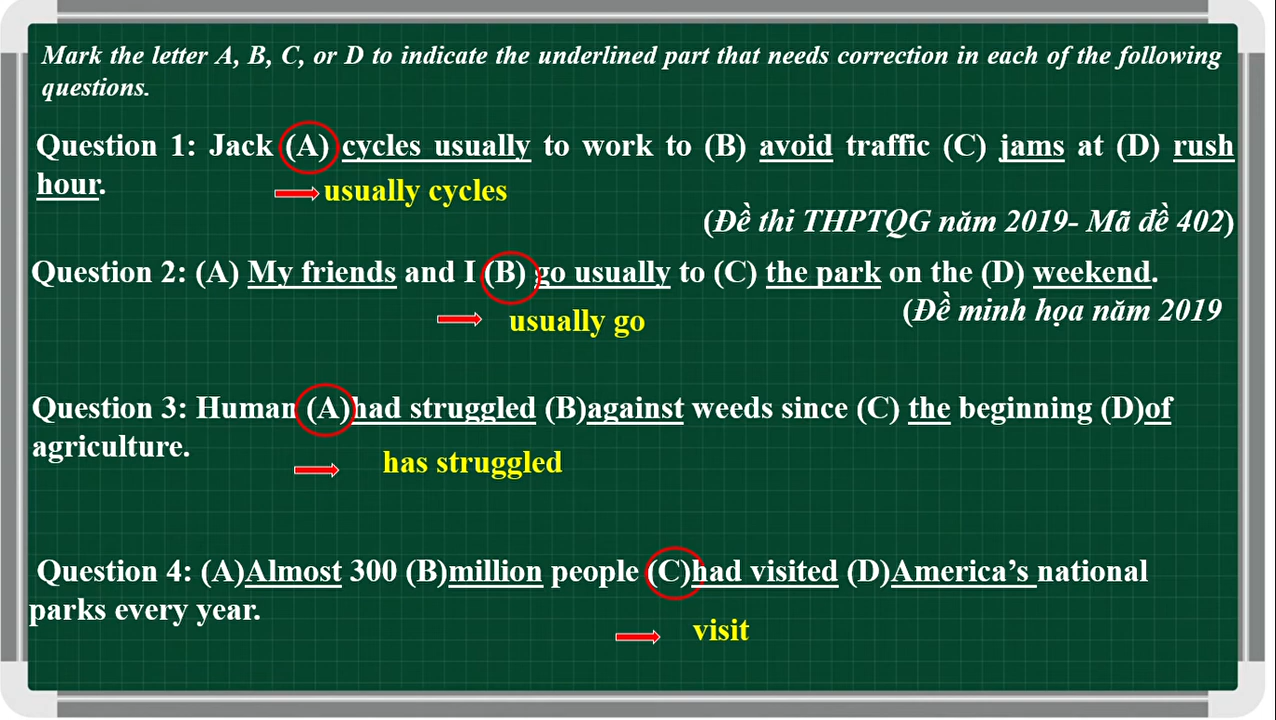 Mark the letter A, B, C, or D to indicate the underlined part that needs correction in each of the following
questions.
Question 1: Jack (A) cycles usually to work to (B) avoid traffic (C) jams at (D) rush
hour.
usually cycles
(Đề thi THPTQG năm 2019- Mã đề 402)
Question 2: (A) My friends and I (B) go usually to (C) the park on the (D) weekend.
(Đề minh họa năm 2019
usually go
Question 3: Human (A)had struggled (B)against weeds since (C) the beginning (D)of
agriculture.
has struggled
Question 4: (A)Almost 300 (B)million people (C)had visited (D)America’s national
parks every year.
visit